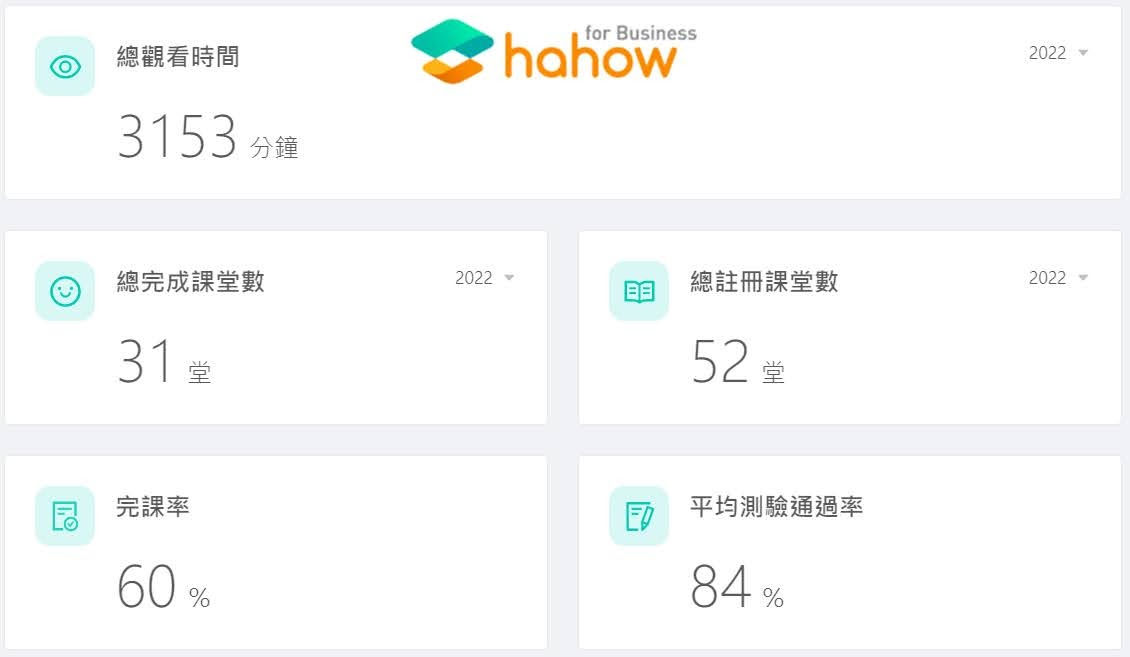 總觀看時間
for Business
hahow
2022
3153 分鐘
總完成課堂數
2022
31 堂
總註冊課堂數
2022
52 堂
完課率
60 %
平均測驗通過率
84 %